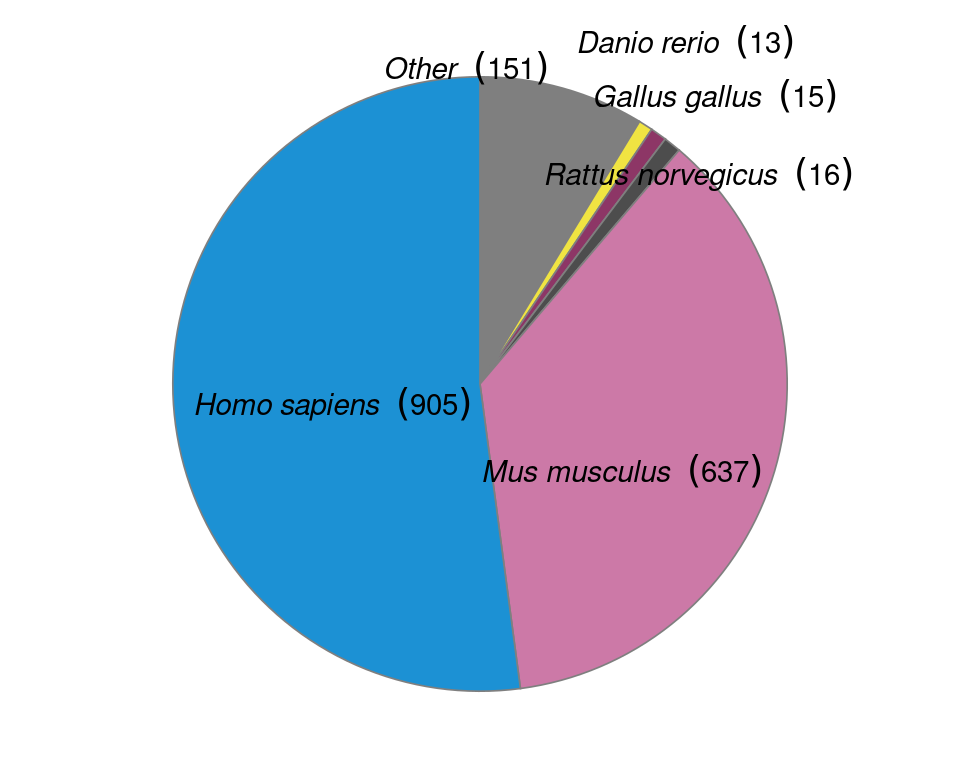 Danio rerio (13)
Other (151)
Gallus gallus (15)
Rattus norvegicus (16)
Homo sapiens (905)
Mus musculus (637)